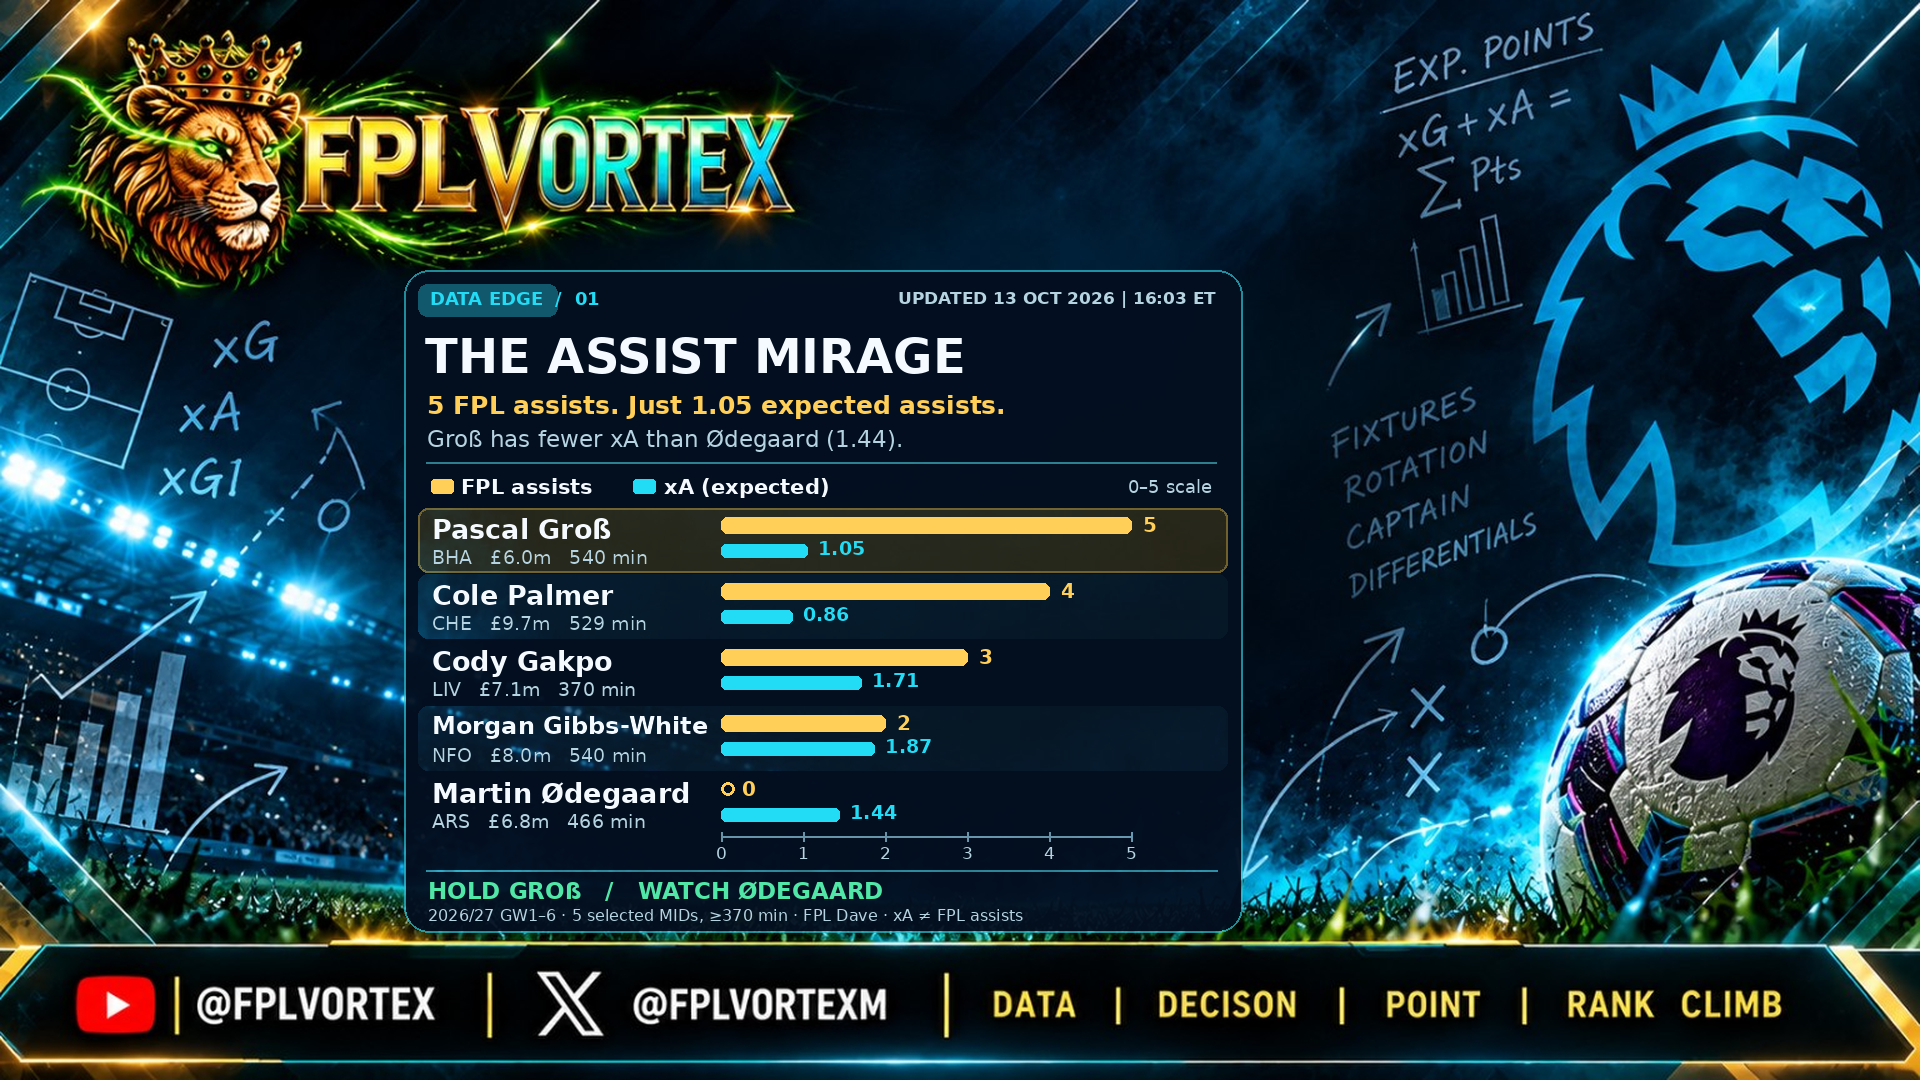 FPLVORTEX
EXP. POINTS
xG + xA =
∑ Pts
xG
xA
xG1
FIXTURES
ROTATION
CAPTAIN
DIFFERENTIALS
DATA EDGE / 01
UPDATED 13 OCT 2026 | 16:03 ET
THE ASSIST MIRAGE
5 FPL assists. Just 1.05 expected assists.
Groß has fewer xA than Ødegaard (1.44).
FPL assists xA (expected) 0–5 scale
Pascal Groß 5
BHA £6.0m 540 min 1.05
Cole Palmer 4
CHE £9.7m 529 min 0.86
Cody Gakpo 3
LIV £7.1m 370 min 1.71
Morgan Gibbs-White 2
NFO £8.0m 540 min 1.87
Martin Ødegaard 0
ARS £6.8m 466 min 1.44
0 1 2 3 4 5
HOLD GROß / WATCH ØDEGAARD
2026/27 GW1–6 · 5 selected MIDs, ≥370 min · FPL Dave · xA ≠ FPL assists
@FPLVORTEX | @FPLVORTEXM | DATA | DECISON | POINT | RANK CLIMB